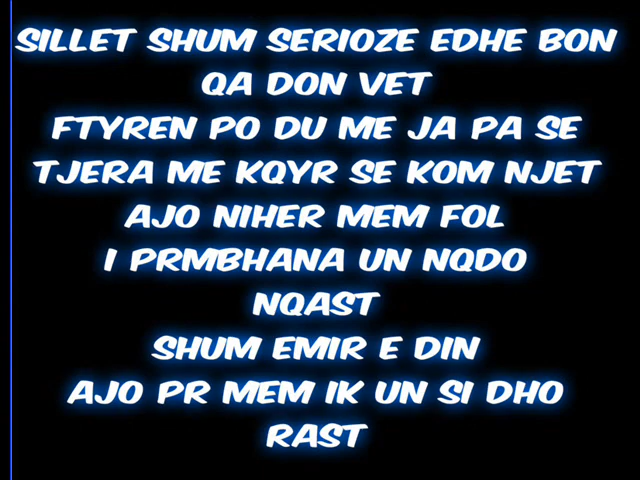 SILLET SHUM SERIOZE EDHE BON
QA DON VET
FTYREN PO DU ME JA PA SE
TJERA ME KQYR SE KOM NJET
AJO NIHER MEM FOL
I PRMBHANA UN NQDO
NQAST
SHUM EMIR E DIN
AJO PR MEM IK UN SI DHO
RAST